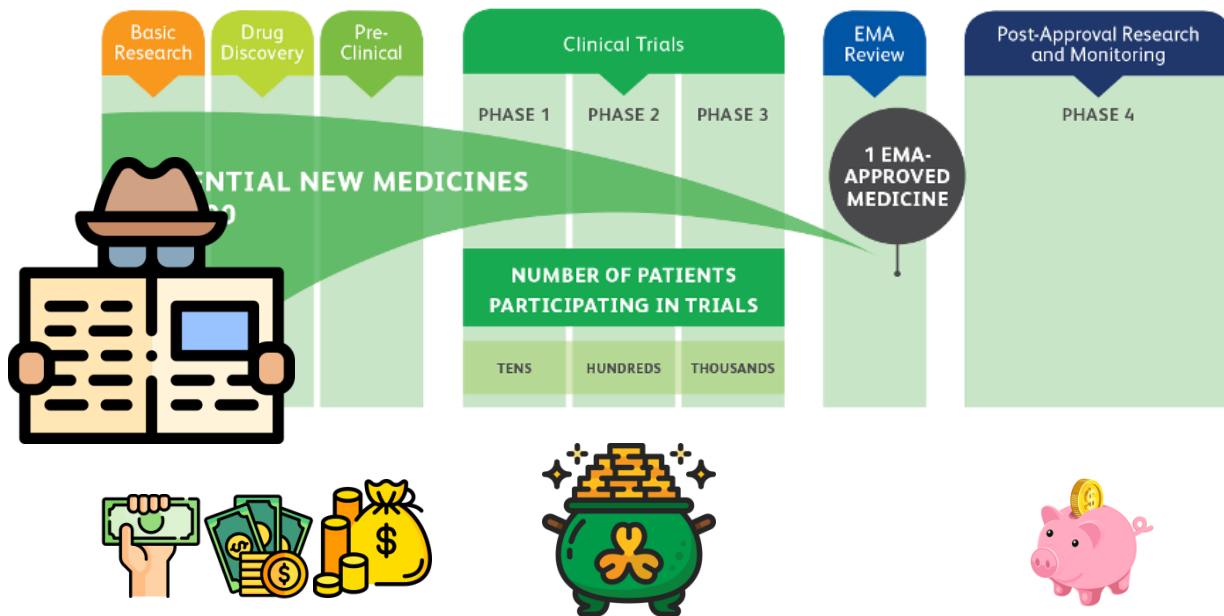 Basic
Research
Drug
Discovery
Pre-
Clinical
Clinical Trials
EMA
Review
Post-Approval Research
and Monitoring
PHASE 1
PHASE 2
PHASE 3
PHASE 4
1 EMA-
APPROVED
MEDICINE
NEW MEDICINES
NUMBER OF PATIENTS
PARTICIPATING IN TRIALS
TENS
HUNDREDS
THOUSANDS
$
$
$
$